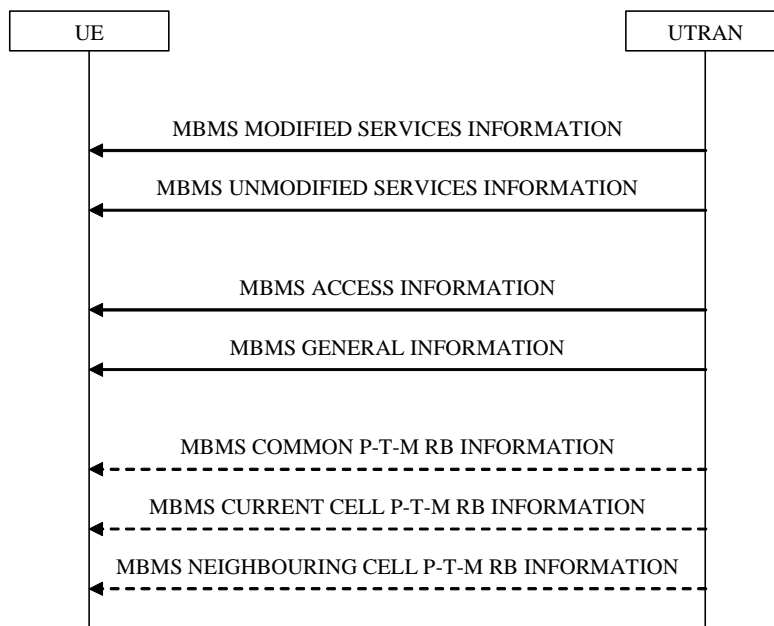 UE
UTRAN
MBMS MODIFIED SERVICES INFORMATION
MBMS UNMODIFIED SERVICES INFORMATION
MBMS ACCESS INFORMATION
MBMS GENERAL INFORMATION
MBMS COMMON P-T-M RB INFORMATION
MBMS CURRENT CELL P-T-M RB INFORMATION
MBMS NEIGHBOURING CELL P-T-M RB INFORMATION